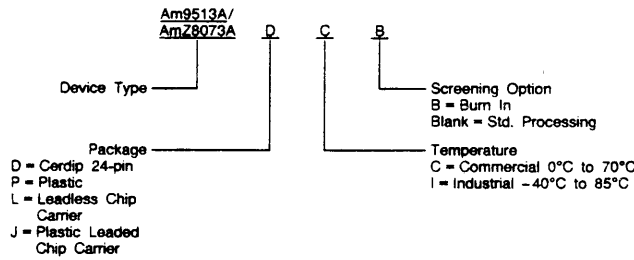 Am9513A/
AmZ8073A D C B
Device Type
Screening Option
B = Burn In
Blank = Std. Processing
Package
D = Cerdip 24-pin
P = Plastic
L = Leadless Chip
Carrier
J = Plastic Leaded
Chip Carrier
Temperature
C = Commercial 0°C to 70°C
I = Industrial -40°C to 85°C